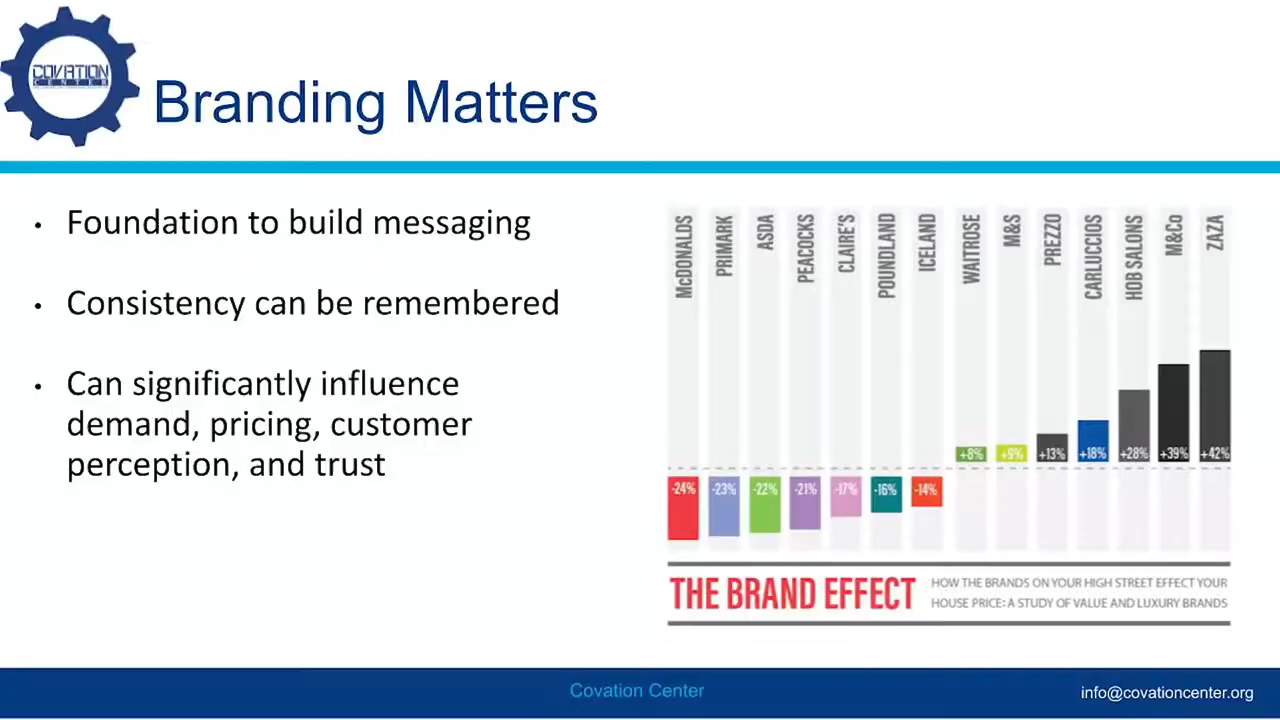 COVATION
CENTER
Branding Matters
• Foundation to build messaging
• Consistency can be remembered
• Can significantly influence
demand, pricing, customer
perception, and trust
McDONALDS
PRIMARK
ASDA
PEACOCKS
CLAIRE'S
POUNDLAND
ICELAND
WAITROSE
M&S
PREZZO
CARLUCCIOS
HOB SALONS
M&Co
ZAZA
+8%
+9%
+13%
+18%
+28%
+39%
+42%
-24%
-23%
-22%
-21%
-17%
-16%
-14%
THE BRAND EFFECT
HOW THE BRANDS ON YOUR HIGH STREET EFFECT YOUR
HOUSE PRICE: A STUDY OF VALUE AND LUXURY BRANDS
Covation Center
info@covationcenter.org